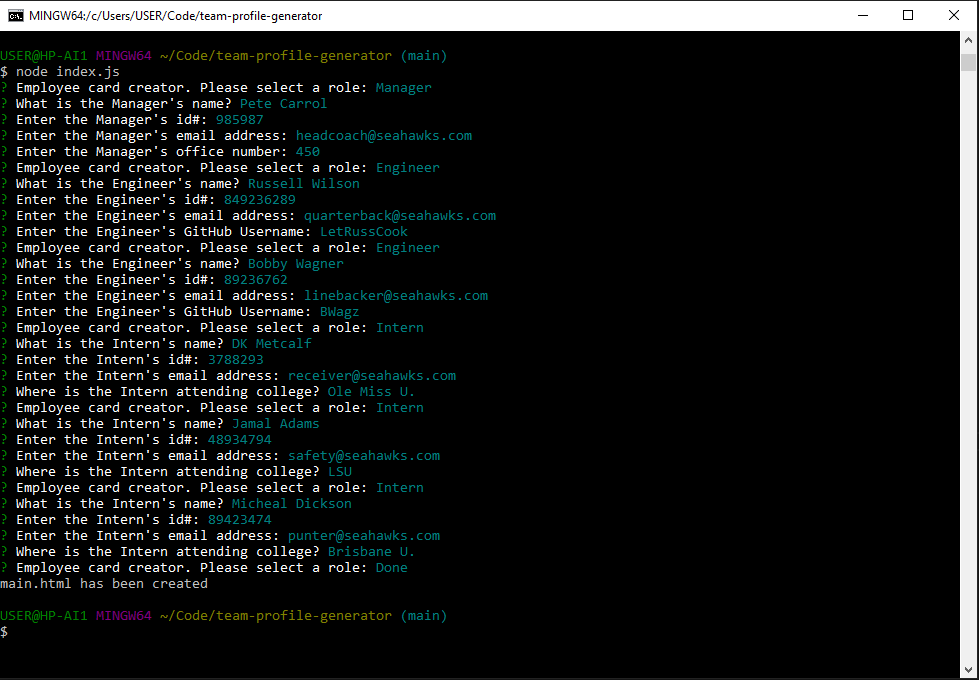 MINGW64:/c/Users/USER/Code/team-profile-generator
USER@HP-AI1 MINGW64 ~/Code/team-profile-generator (main)
$ node index.js
? Employee card creator. Please select a role: Manager
? What is the Manager's name? Pete Carrol
? Enter the Manager's id#: 985987
? Enter the Manager's email address: headcoach@seahawks.com
? Enter the Manager's office number: 450
? Employee card creator. Please select a role: Engineer
? What is the Engineer's name? Russell Wilson
? Enter the Engineer's id#: 849236289
? Enter the Engineer's email address: quarterback@seahawks.com
? Enter the Engineer's GitHub Username: LetRussCook
? Employee card creator. Please select a role: Engineer
? What is the Engineer's name? Bobby Wagner
? Enter the Engineer's id#: 89236762
? Enter the Engineer's email address: linebacker@seahawks.com
? Enter the Engineer's GitHub Username: BWagz
? Employee card creator. Please select a role: Intern
? What is the Intern's name? DK Metcalf
? Enter the Intern's id#: 3788293
? Enter the Intern's email address: receiver@seahawks.com
? Where is the Intern attending college? Ole Miss U.
? Employee card creator. Please select a role: Intern
? What is the Intern's name? Jamal Adams
? Enter the Intern's id#: 48934794
? Enter the Intern's email address: safety@seahawks.com
? Where is the Intern attending college? LSU
? Employee card creator. Please select a role: Intern
? What is the Intern's name? Micheal Dickson
? Enter the Intern's id#: 89423474
? Enter the Intern's email address: punter@seahawks.com
? Where is the Intern attending college? Brisbane U.
? Employee card creator. Please select a role: Done
main.html has been created
USER@HP-AI1 MINGW64 ~/Code/team-profile-generator (main)
$